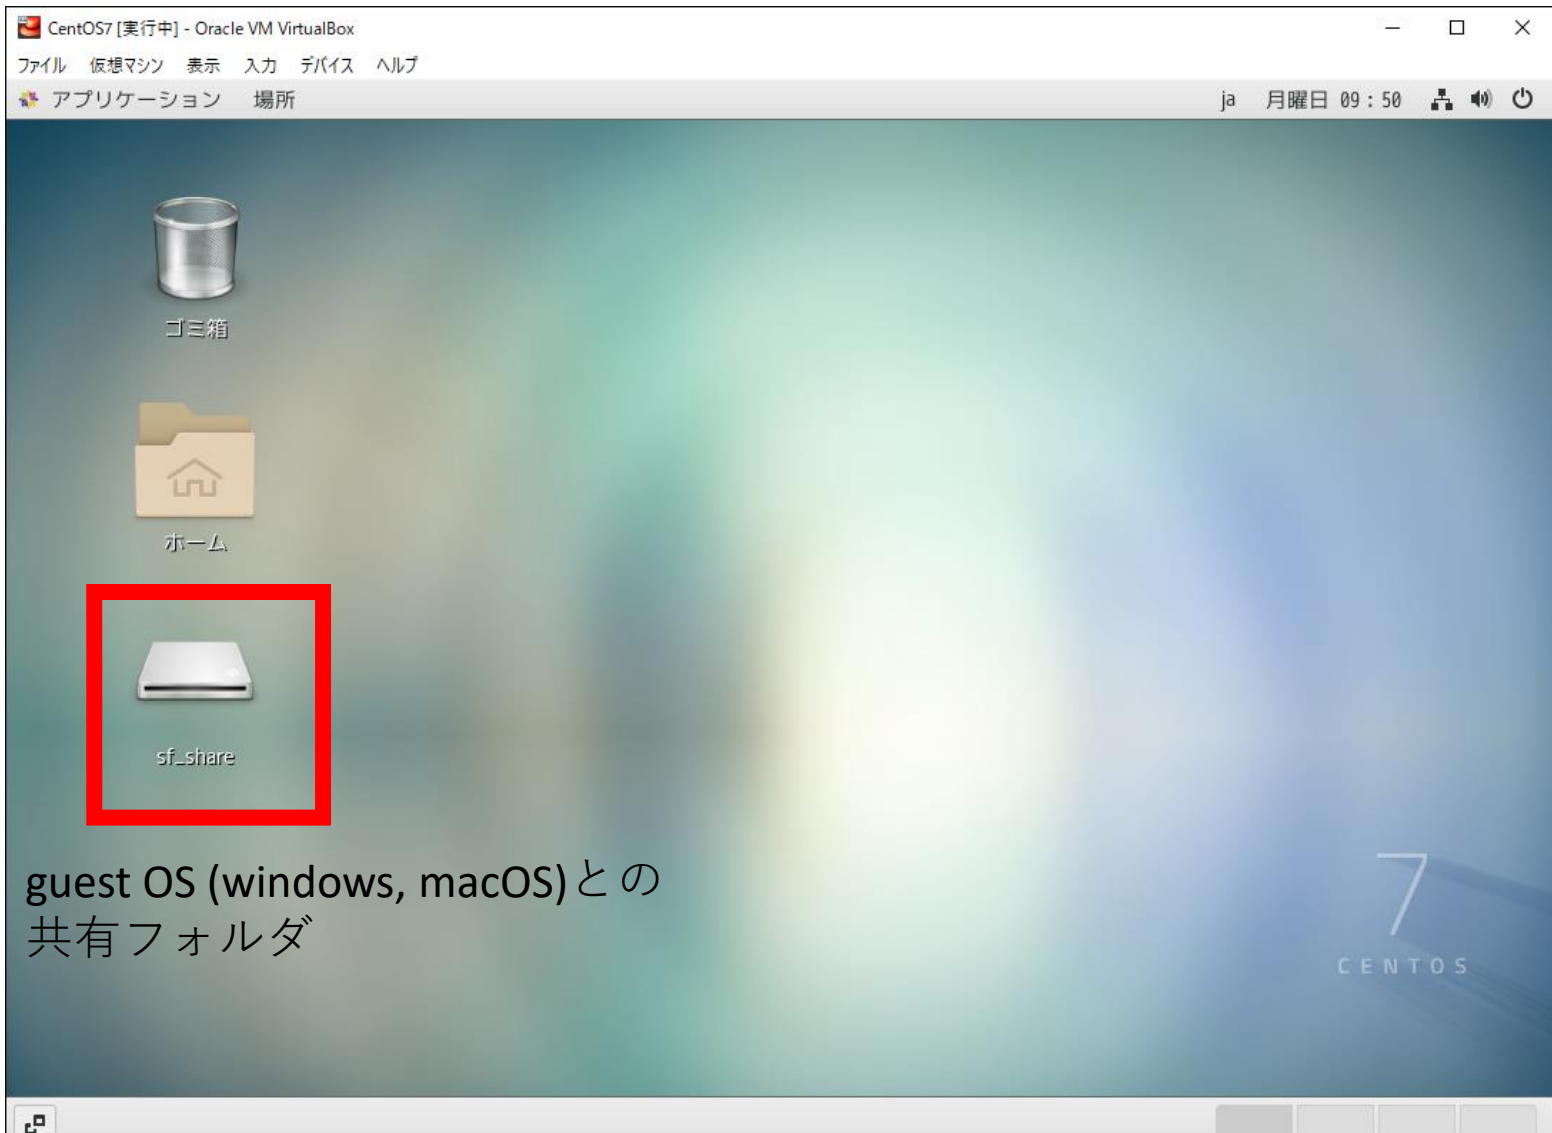 CentOS7 [実行中] - Oracle VM VirtualBox
ファイル 仮想マシン 表示 入力 デバイス ヘルプ
アプリケーション 場所 ja 月曜日 09：50
ゴミ箱
ホーム
sf_share
guest OS (windows, macOS)との
共有フォルダ
7
CENTOS